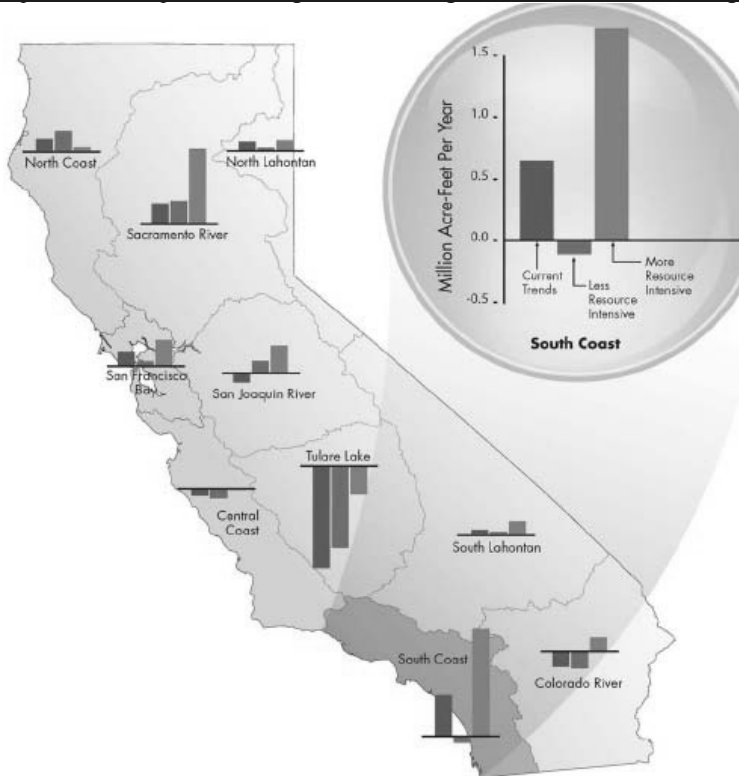 1.5
1.0
0.5
0.0
-0.5
Million Acre-Feet Per Year
Current
Trends
Less
Resource
Intensive
More
Resource
Intensive
South Coast
North Coast
North Lahontan
Sacramento River
San Francisco
Bay
San Joaquin River
Tulare Lake
Central
Coast
South Lahontan
South Coast
Colorado River